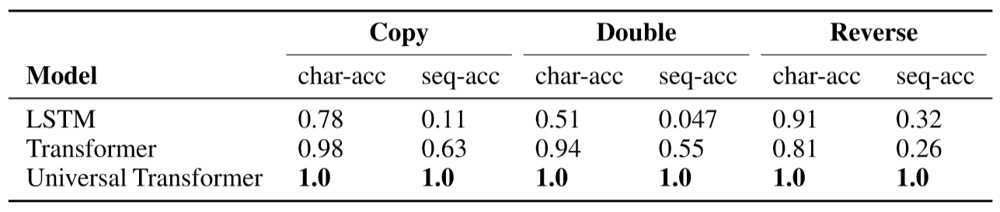 Copy Double Reverse
Model char-acc seq-acc char-acc seq-acc char-acc seq-acc
LSTM 0.78 0.11 0.51 0.047 0.91 0.32
Transformer 0.98 0.63 0.94 0.55 0.81 0.26
Universal Transformer 1.0 1.0 1.0 1.0 1.0 1.0